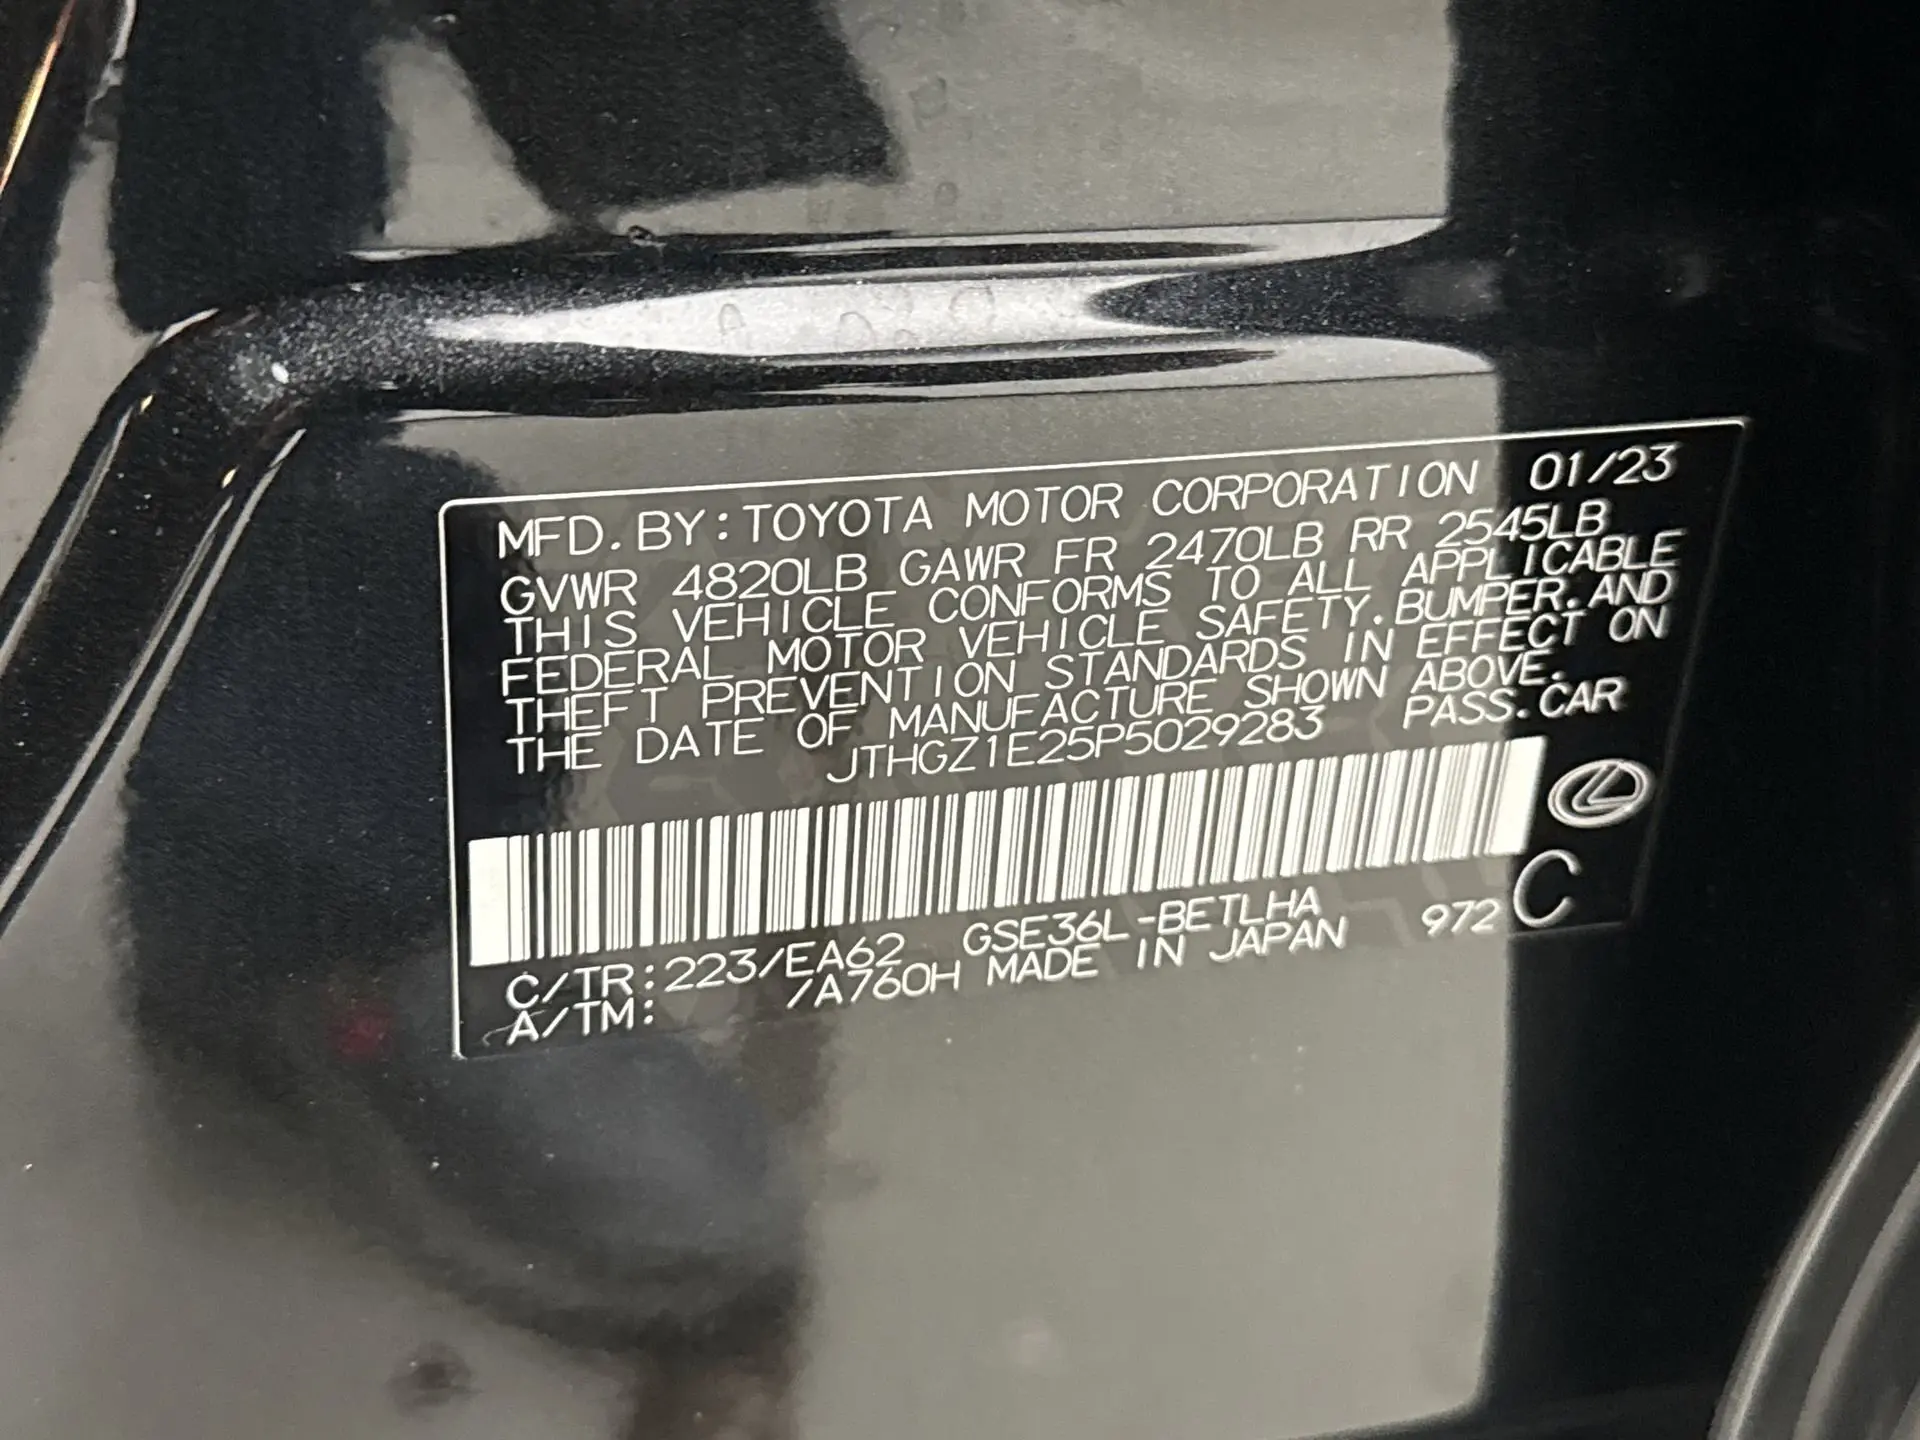 MFD. BY: TOYOTA MOTOR CORPORATION 01/23
GVWR 4820LB GAWR FR 2470LB RR 2545LB
THIS VEHICLE CONFORMS TO ALL APPLICABLE
FEDERAL MOTOR VEHICLE SAFETY, BUMPER, AND
THEFT PREVENTION STANDARDS IN EFFECT ON
THE DATE OF MANUFACTURE SHOWN ABOVE.
JTHGZ1E25P5029283 PASS. CAR
C
C/TR: 223/EA62 GSE36L-BETLHA 972
A/TM: /A760H MADE IN JAPAN